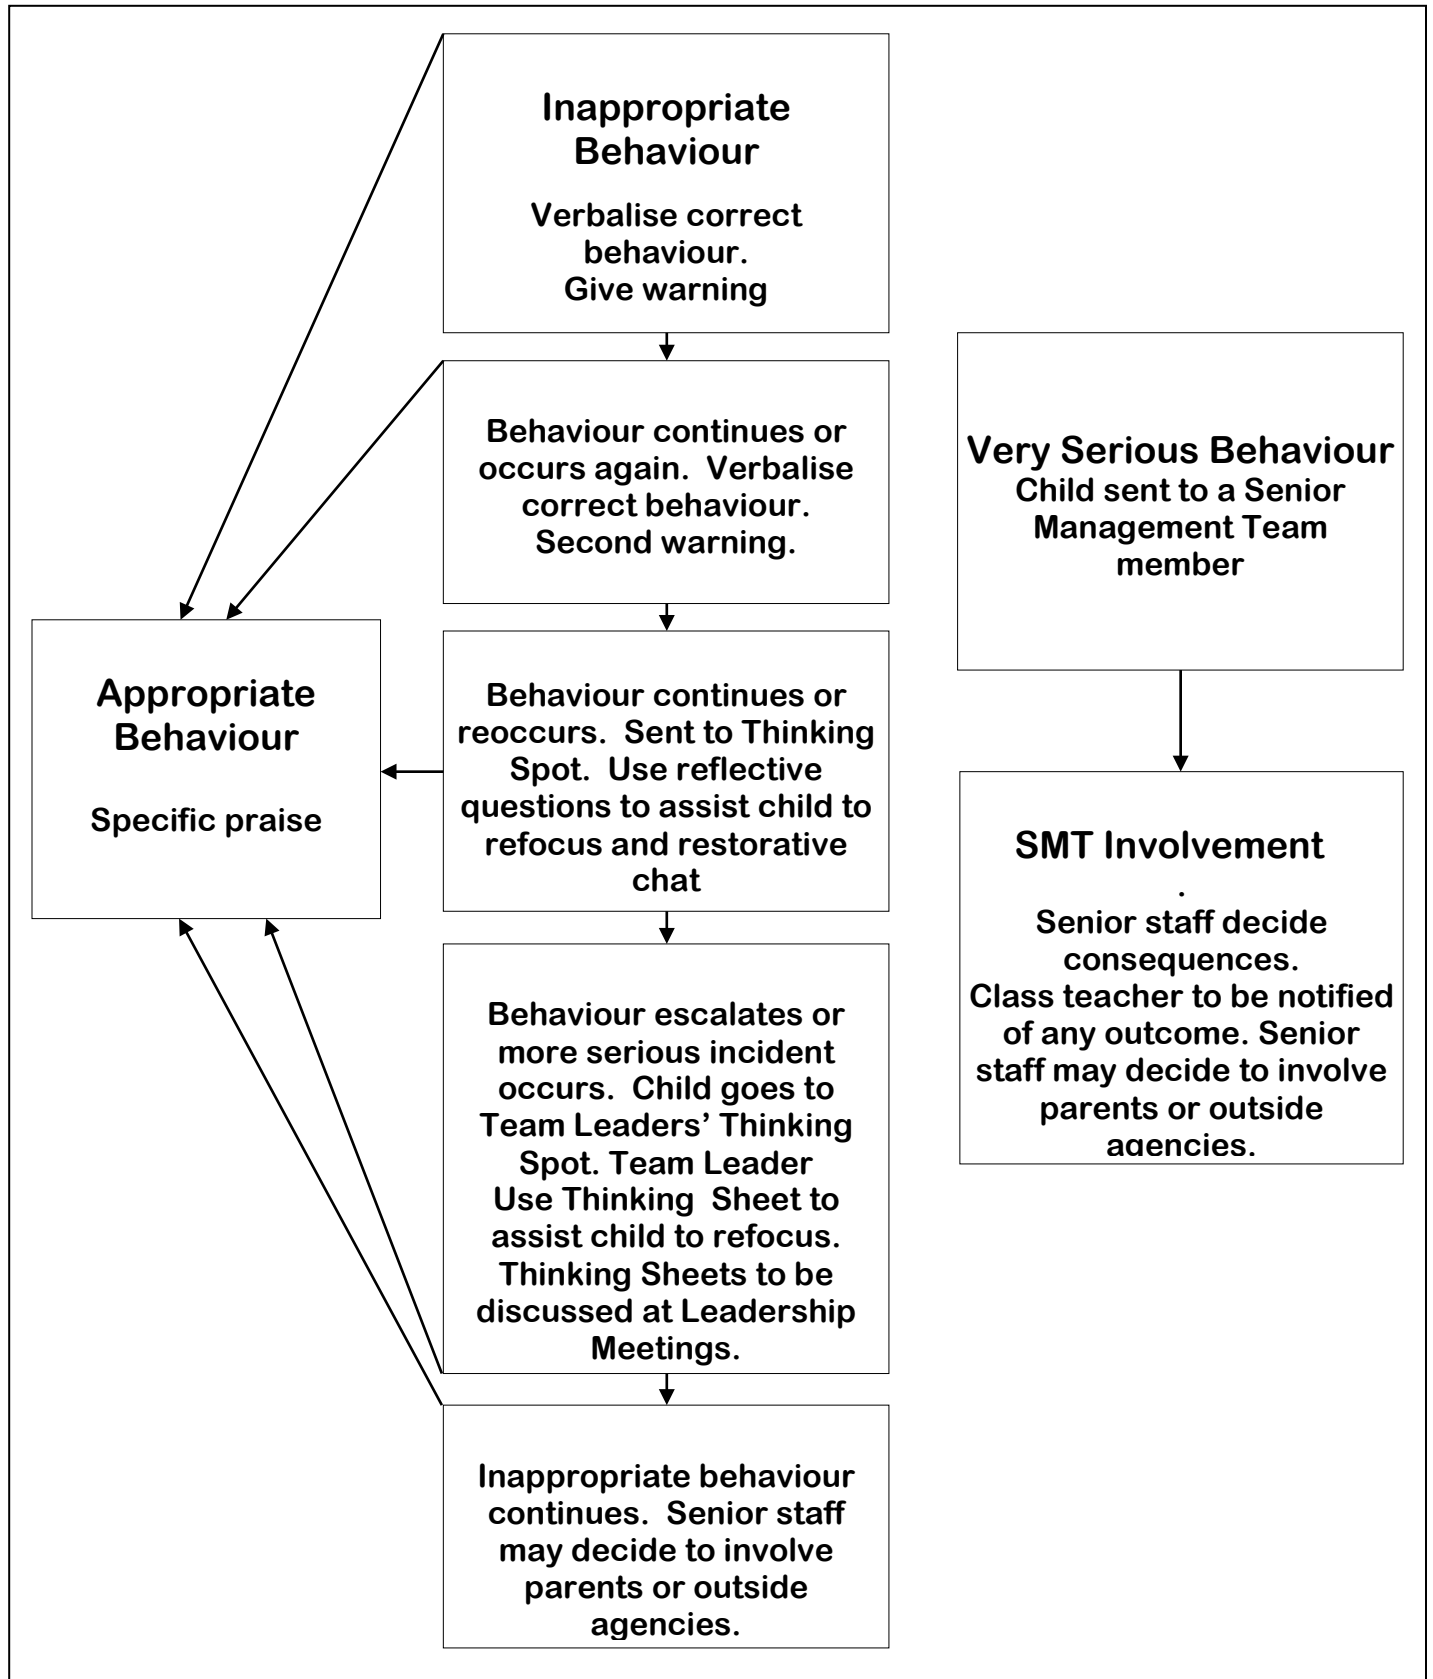 Inappropriate
Behaviour
Verbalise correct
behaviour.
Give warning
Behaviour continues or
occurs again.  Verbalise
correct behaviour.
Second warning.
Behaviour continues or
reoccurs.  Sent to Thinking
Spot.  Use reflective
questions to assist child to
refocus and restorative
chat
Behaviour escalates or
more serious incident
occurs.  Child goes to
Team Leaders’ Thinking
Spot. Team Leader
Use Thinking  Sheet to
assist child to refocus.
Thinking Sheets to be
discussed at Leadership
Meetings.
Inappropriate behaviour
continues.  Senior staff
may decide to involve
parents or outside
agencies.
Appropriate
Behaviour
Specific praise
Very Serious Behaviour
Child sent to a Senior
Management Team
member
SMT Involvement
.
Senior staff decide
consequences.
Class teacher to be notified
of any outcome. Senior
staff may decide to involve
parents or outside
agencies.